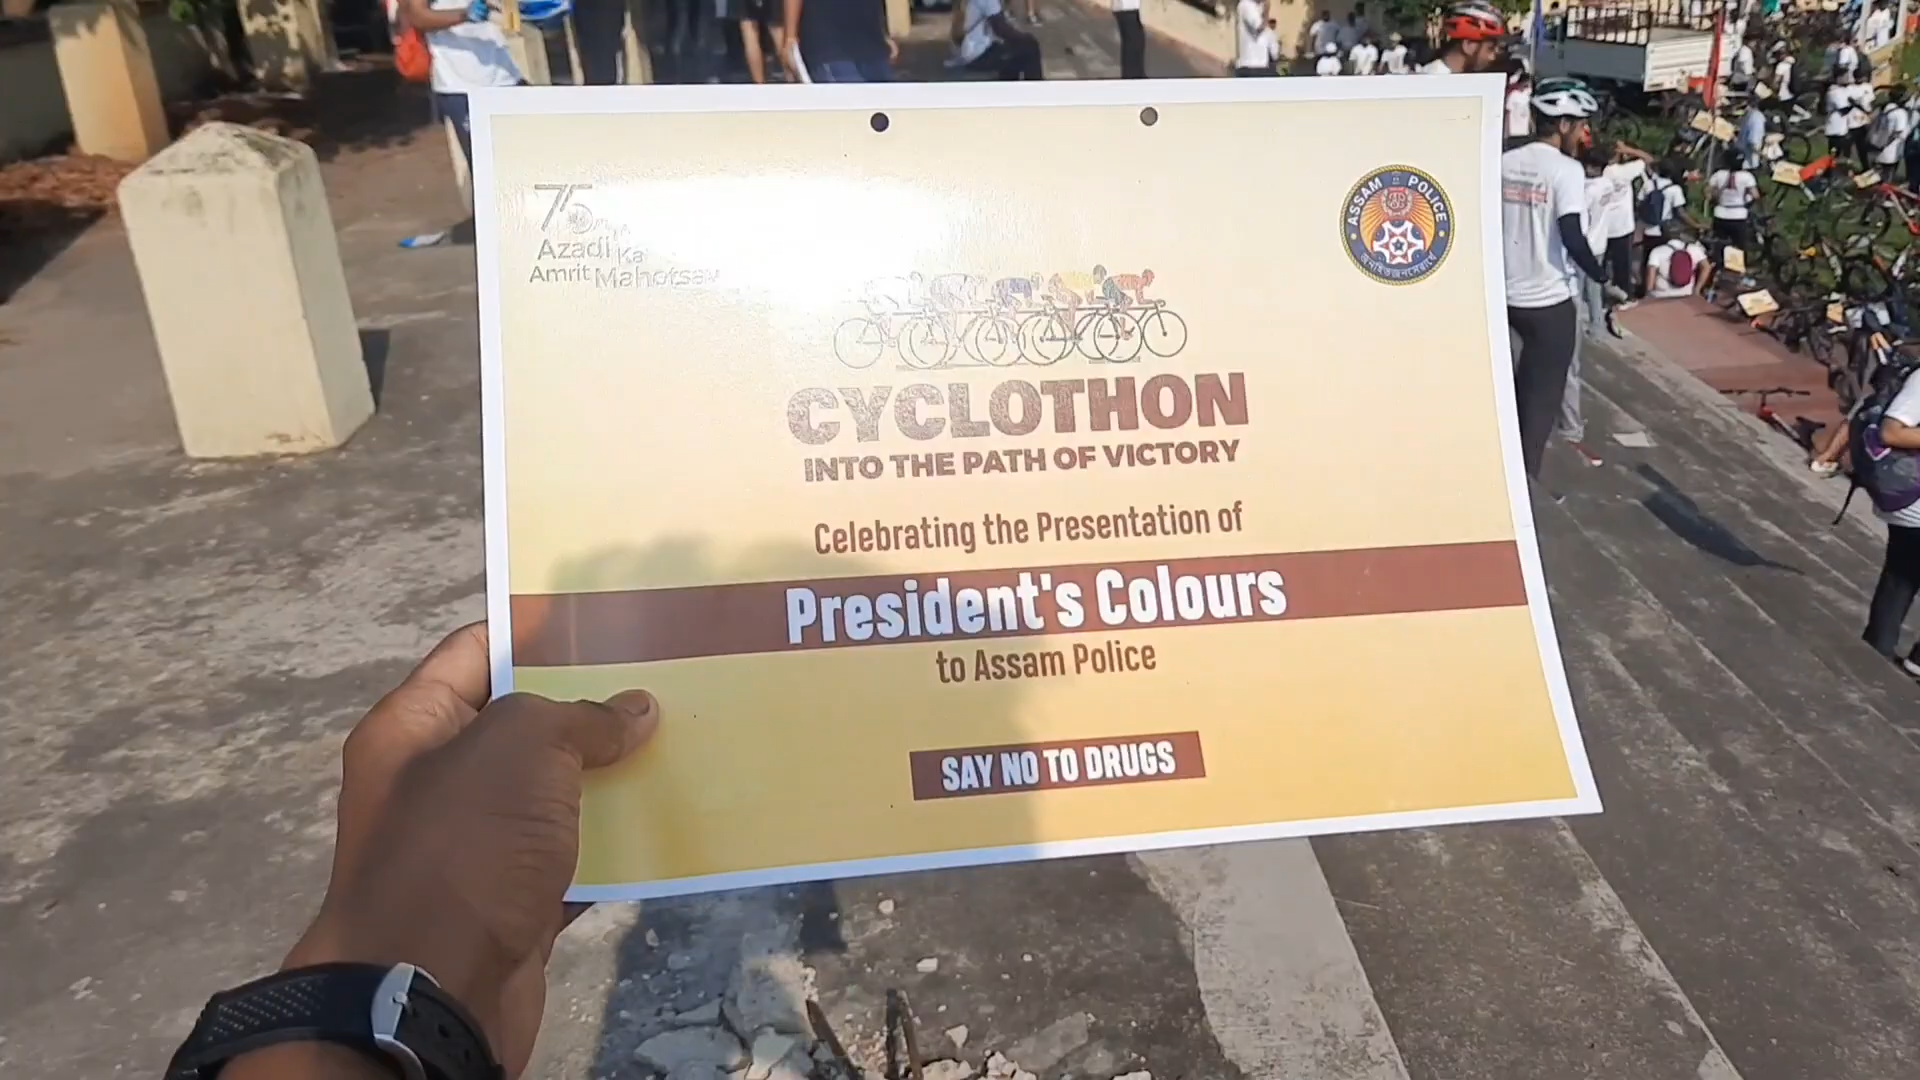 75
Azadi Ka
Amrit Mahotsav
ASSAM POLICE
CYCLOTHON
INTO THE PATH OF VICTORY
Celebrating the Presentation of
President's Colours
to Assam Police
SAY NO TO DRUGS